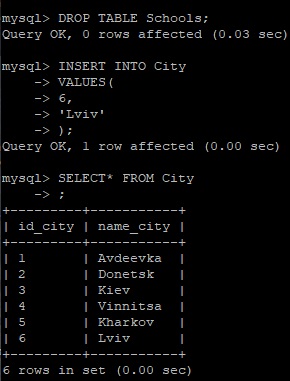 mysql> DROP TABLE Schools;
Query OK, 0 rows affected (0.03 sec)
mysql> INSERT INTO City
    -> VALUES(
    -> 6,
    -> 'Lviv'
    -> );
Query OK, 1 row affected (0.00 sec)
mysql> SELECT* FROM City
    -> ;
+---------+-----------+
| id_city | name_city |
+---------+-----------+
| 1       | Avdeevka  |
| 2       | Donetsk   |
| 3       | Kiev      |
| 4       | Vinnitsa  |
| 5       | Kharkov   |
| 6       | Lviv      |
+---------+-----------+
6 rows in set (0.00 sec)